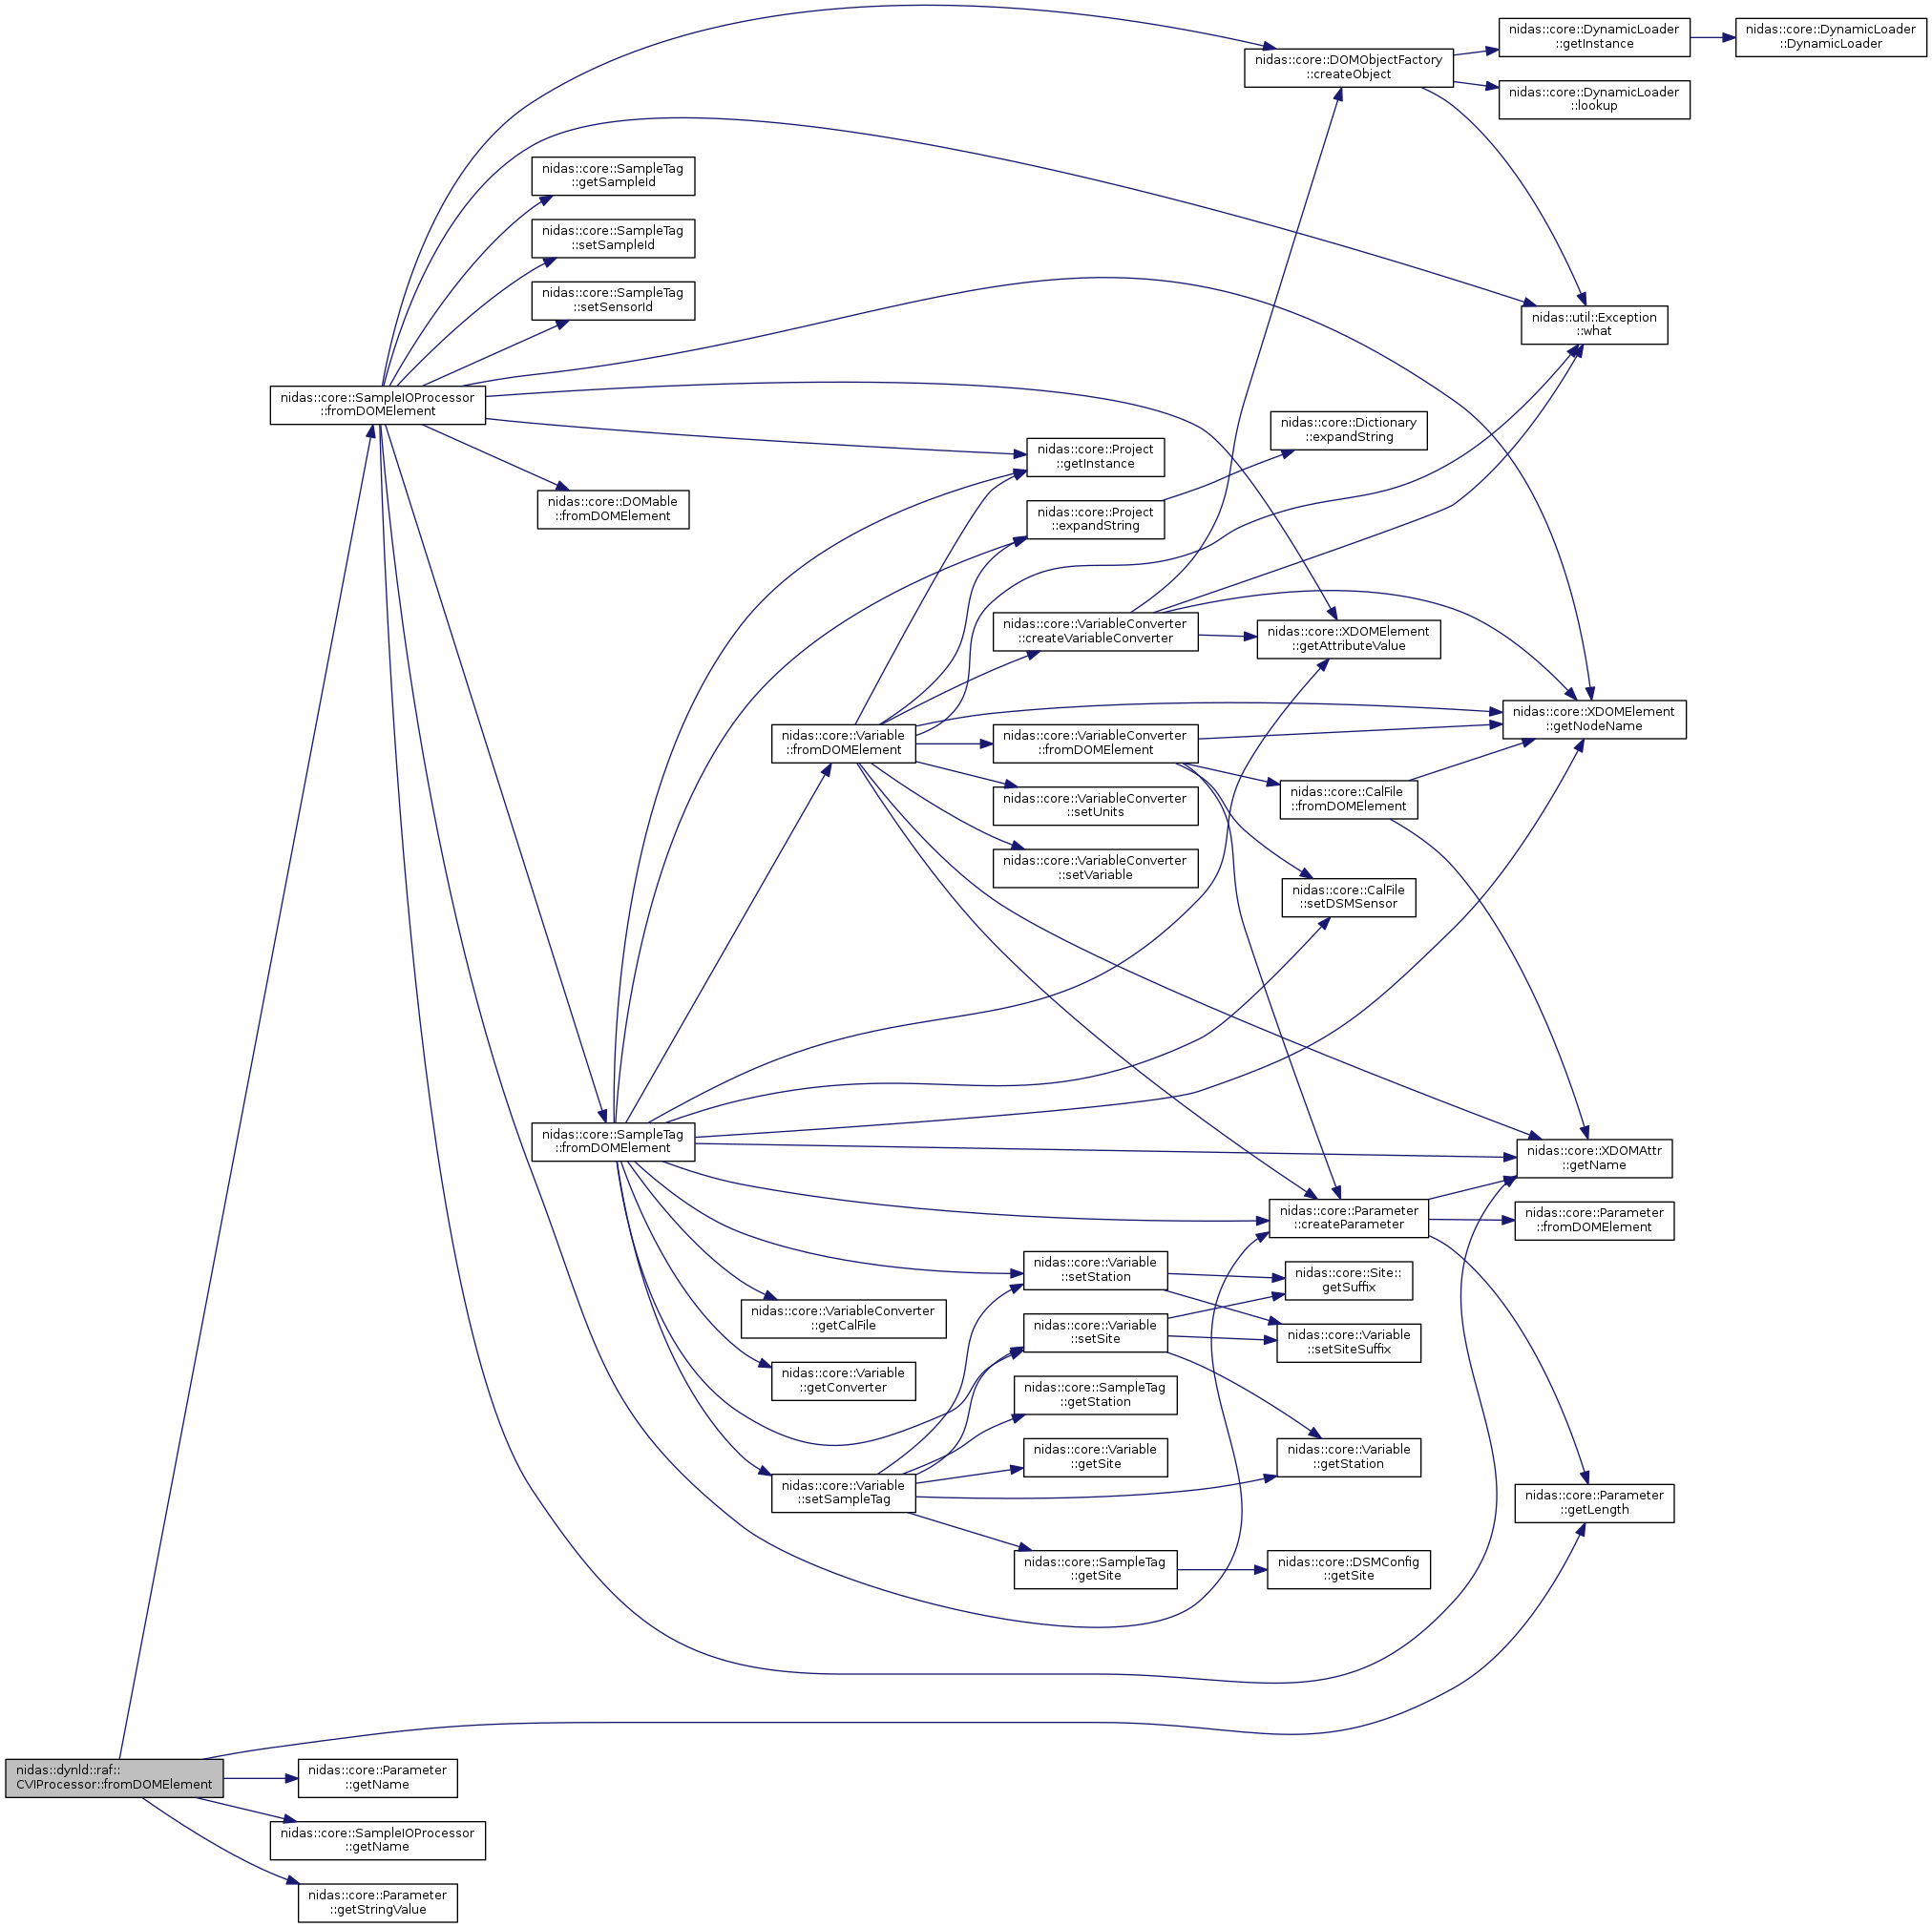 nidas::core::DynamicLoader
::getInstance
nidas::core::DynamicLoader
::DynamicLoader
nidas::core::DOMObjectFactory
::createObject
nidas::core::DynamicLoader
::lookup
nidas::core::SampleTag
::getSampleId
nidas::core::SampleTag
::setSampleId
nidas::core::SampleTag
::setSensorId
nidas::util::Exception
::what
nidas::core::SampleIOProcessor
::fromDOMElement
nidas::core::Dictionary
::expandString
nidas::core::Project
::getInstance
nidas::core::DOMable
::fromDOMElement
nidas::core::Project
::expandString
nidas::core::VariableConverter
::createVariableConverter
nidas::core::XDOMElement
::getAttributeValue
nidas::core::XDOMElement
::getNodeName
nidas::core::Variable
::fromDOMElement
nidas::core::VariableConverter
::fromDOMElement
nidas::core::VariableConverter
::setUnits
nidas::core::CalFile
::fromDOMElement
nidas::core::VariableConverter
::setVariable
nidas::core::CalFile
::setDSMSensor
nidas::core::SampleTag
::fromDOMElement
nidas::core::XDOMAttr
::getName
nidas::core::Parameter
::createParameter
nidas::core::Parameter
::fromDOMElement
nidas::core::Variable
::setStation
nidas::core::Site::
getSuffix
nidas::core::VariableConverter
::getCalFile
nidas::core::Variable
::setSite
nidas::core::Variable
::setSiteSuffix
nidas::core::Variable
::getConverter
nidas::core::SampleTag
::getStation
nidas::core::Variable
::getSite
nidas::core::Variable
::getStation
nidas::core::Variable
::setSampleTag
nidas::core::Parameter
::getLength
nidas::core::SampleTag
::getSite
nidas::core::DSMConfig
::getSite
nidas::dynld::raf::
CVIProcessor::fromDOMElement
nidas::core::Parameter
::getName
nidas::core::SampleIOProcessor
::getName
nidas::core::Parameter
::getStringValue